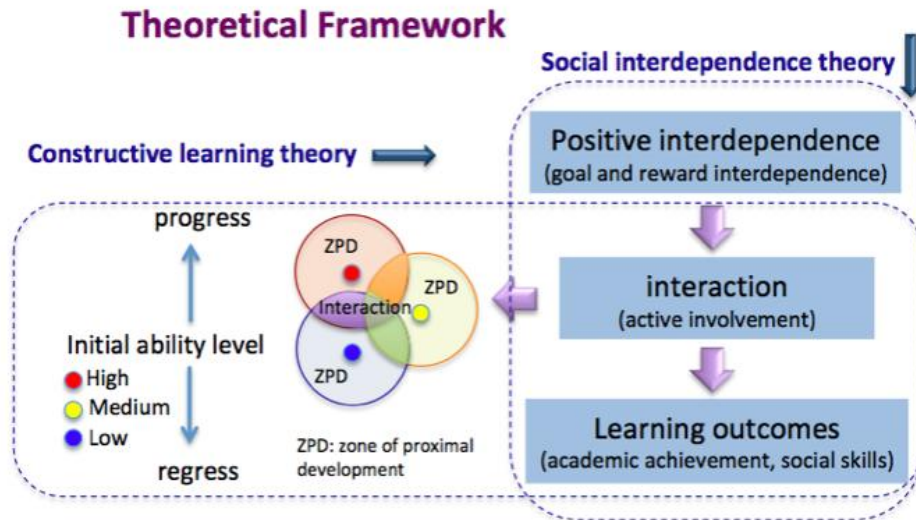 Theoretical Framework
Social interdependence theory
Positive interdependence
(goal and reward interdependence)
Constructive learning theory
progress
ZPD
ZPD
Interaction
interaction
(active involvement)
Initial ability level
High
Medium
Low
ZPD
regress
ZPD: zone of proximal
development
Learning outcomes
(academic achievement, social skills)